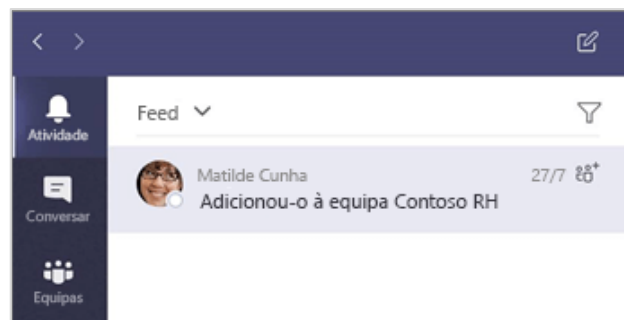 Atividade
Feed
Matilde Cunha 27/7
Adicionou-o à equipa Contoso RH
Conversar
Equipas